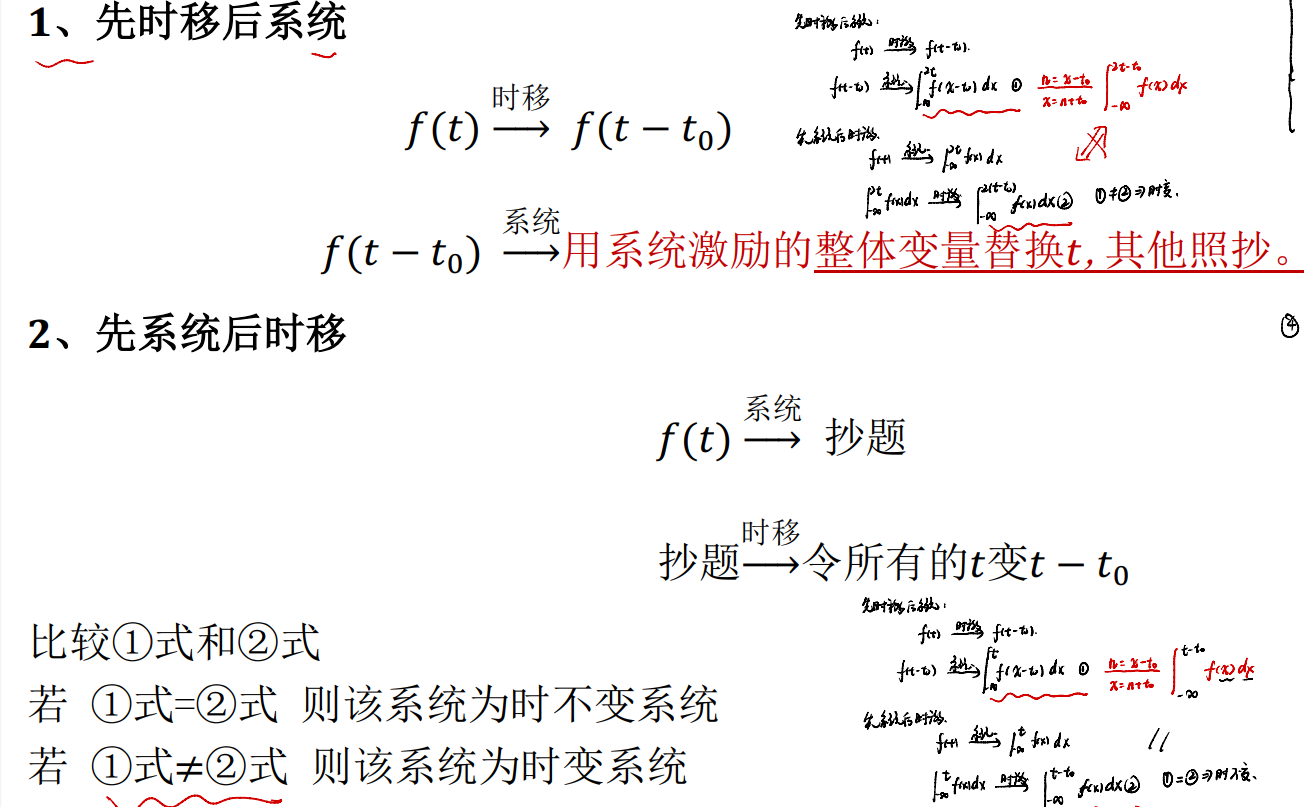 1、先时移后系统
先时移后系统：
f(t) 时移→ f(t-t₀).
f(t-t₀) 系统→ ∫_{-∞}^{2t} f(x-t₀) dx ① n=x-t₀ x=n+t₀ ∫_{-∞}^{2t-t₀} f(x) dx
先系统后时移.
f(t) 系统→ ∫_{-∞}^{2t} f(x) dx
∫_{-∞}^{2t} f(x) dx 时移→ ∫_{-∞}^{2(t-t₀)} f(x) dx ② ①≠②⇒时变.
f(t) 时移→ f(t − t₀)
f(t − t₀) 系统→ 用系统激励的整体变量替换t,其他照抄。
2、先系统后时移
④
f(t) 系统→ 抄题
抄题 时移→ 令所有的t变t − t₀
比较①式和②式
若 ①式=②式 则该系统为时不变系统
若 ①式≠②式 则该系统为时变系统
先时移后系统：
f(t) 时移→ f(t-t₀).
f(t-t₀) 系统→ ∫_{-∞}^{t} f(x-t₀) dx ① n=x-t₀ x=n+t₀ ∫_{-∞}^{t-t₀} f(x) dx
先系统后时移.
f(t) 系统→ ∫_{-∞}^{t} f(x) dx //
∫_{-∞}^{t} f(x) dx 时移→ ∫_{-∞}^{t-t₀} f(x) dx ② ①=②⇒时不变.